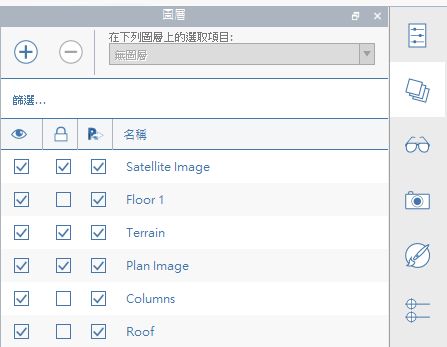 圖層
在下列圖層上的選取項目:
無圖層
篩選...
名稱
Satellite Image
Floor 1
Terrain
Plan Image
Columns
Roof